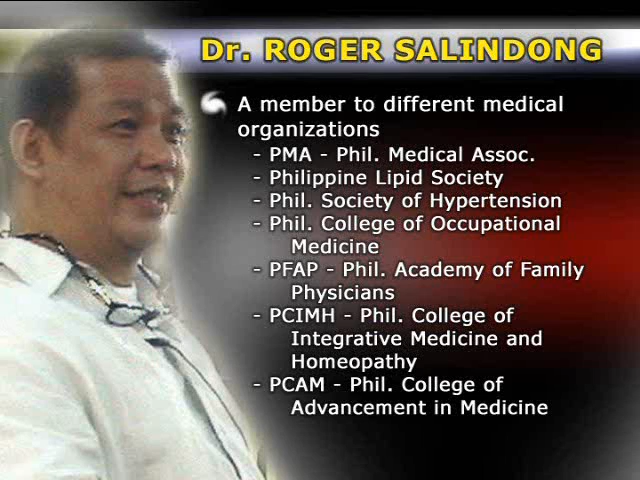 Dr. ROGER SALINDONG
A member to different medical
organizations
- PMA - Phil. Medical Assoc.
- Philippine Lipid Society
- Phil. Society of Hypertension
- Phil. College of Occupational
Medicine
- PFAP - Phil. Academy of Family
Physicians
- PCIMH - Phil. College of
Integrative Medicine and
Homeopathy
- PCAM - Phil. College of
Advancement in Medicine